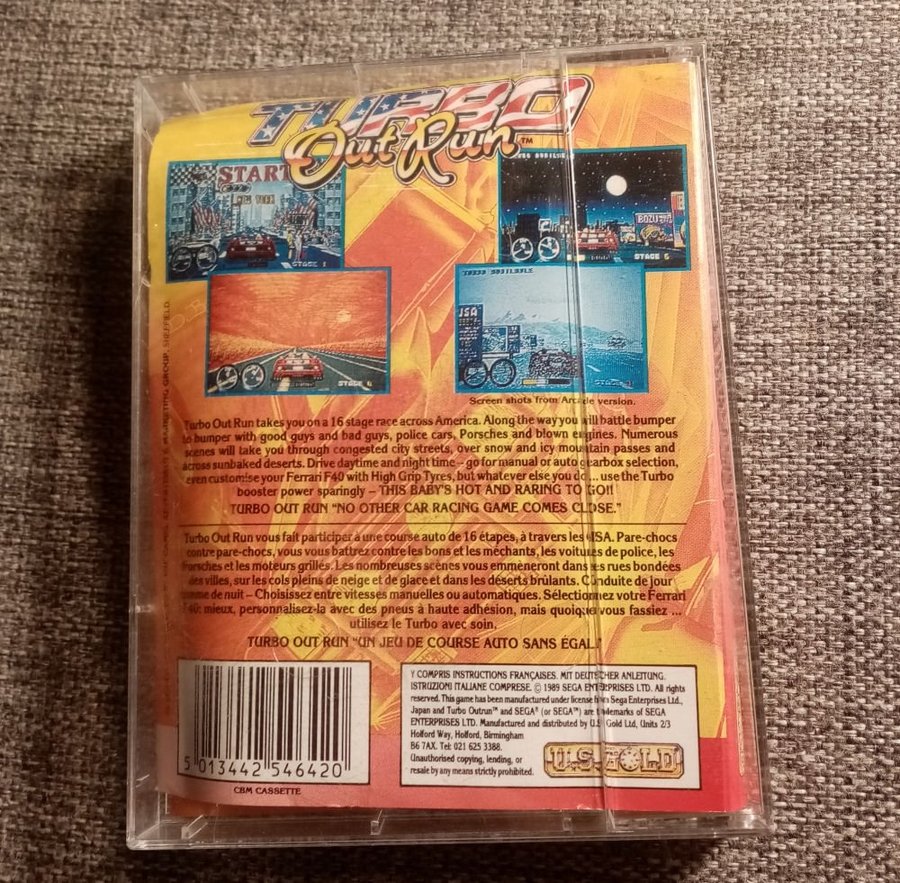 TURBO
Out Run™
START
NEW YORK
STAGE 1
STAGE 6
USA
Screen shots from Arcade version.
Turbo Out Run takes you on a 16 stage race across America. Along the way you will battle bumper
to bumper with good guys and bad guys, police cars, Porsches and blown engines. Numerous
scenes will take you through congested city streets, over snow and icy mountain passes and
across sunbaked deserts. Drive daytime and night time – go for manual or auto gearbox selection,
even customise your Ferrari F40 with High Grip Tyres, but whatever else you do ... use the Turbo
booster power sparingly – THIS BABY'S HOT AND RARING TO GO!!
TURBO OUT RUN "NO OTHER CAR RACING GAME COMES CLOSE."
Turbo Out Run vous fait participer à une course auto de 16 étapes, à travers les USA. Pare-chocs
contre pare-chocs, vous vous battrez contre les bons et les méchants, les voitures de police, les
Porsches et les moteurs grillés. Les nombreuses scènes vous emmèneront dans les rues bondées
des villes, sur les cols pleins de neige et de glace et dans les déserts brûlants. Conduite de jour
comme de nuit – Choisissez entre vitesses manuelles ou automatiques. Sélectionnez votre Ferrari
F40: mieux, personnalisez-la avec des pneus à haute adhésion, mais quoique vous fassiez ...
utilisez le Turbo avec soin.
TURBO OUT RUN "UN JEU DE COURSE AUTO SANS ÉGAL."
5 013442 546420
CBM CASSETTE
Y COMPRIS INSTRUCTIONS FRANÇAISES. MIT DEUTCHER ANLEITUNG.
ISTRUZIONI ITALIANE COMPRESE. © 1989 SEGA ENTERPRISES LTD. All rights
reserved. This game has been manufactured under license from Sega Enterprises Ltd.,
Japan and Turbo Outrun™ and SEGA® (or SEGA™) are trademarks of SEGA
ENTERPRISES LTD. Manufactured and distributed by U.S. Gold Ltd, Units 2/3
Holford Way, Holford, Birmingham
B6 7AX. Tel: 021 625 3388.
Unauthorised copying, lending, or
resale by any means strictly prohibited.
U.S. GOLD